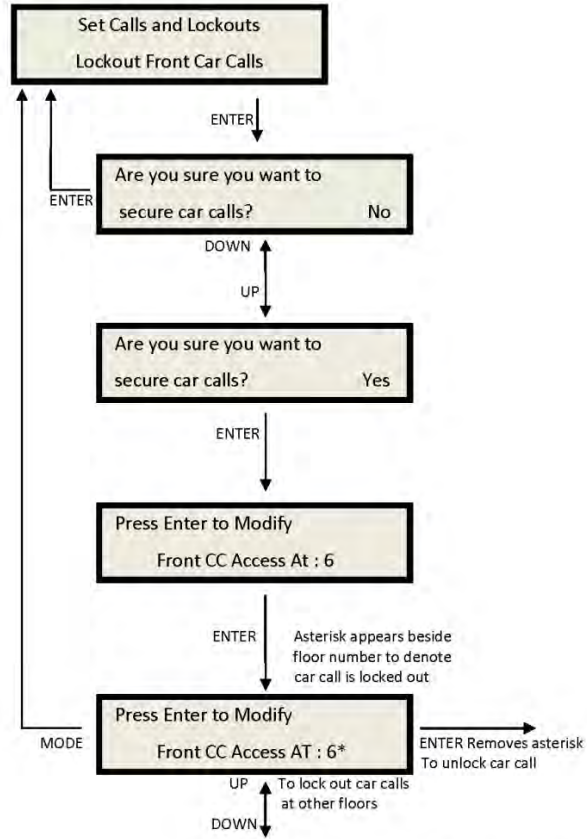 Set Calls and Lockouts
Lockout Front Car Calls
ENTER
Are you sure you want to
secure car calls? No
ENTER
DOWN
UP
Are you sure you want to
secure car calls? Yes
ENTER
Press Enter to Modify
Front CC Access At : 6
ENTER
Asterisk appears beside
floor number to denote
car call is locked out
Press Enter to Modify
Front CC Access AT : 6*
MODE
ENTER Removes asterisk
To unlock car call
UP
To lock out car calls
at other floors
DOWN